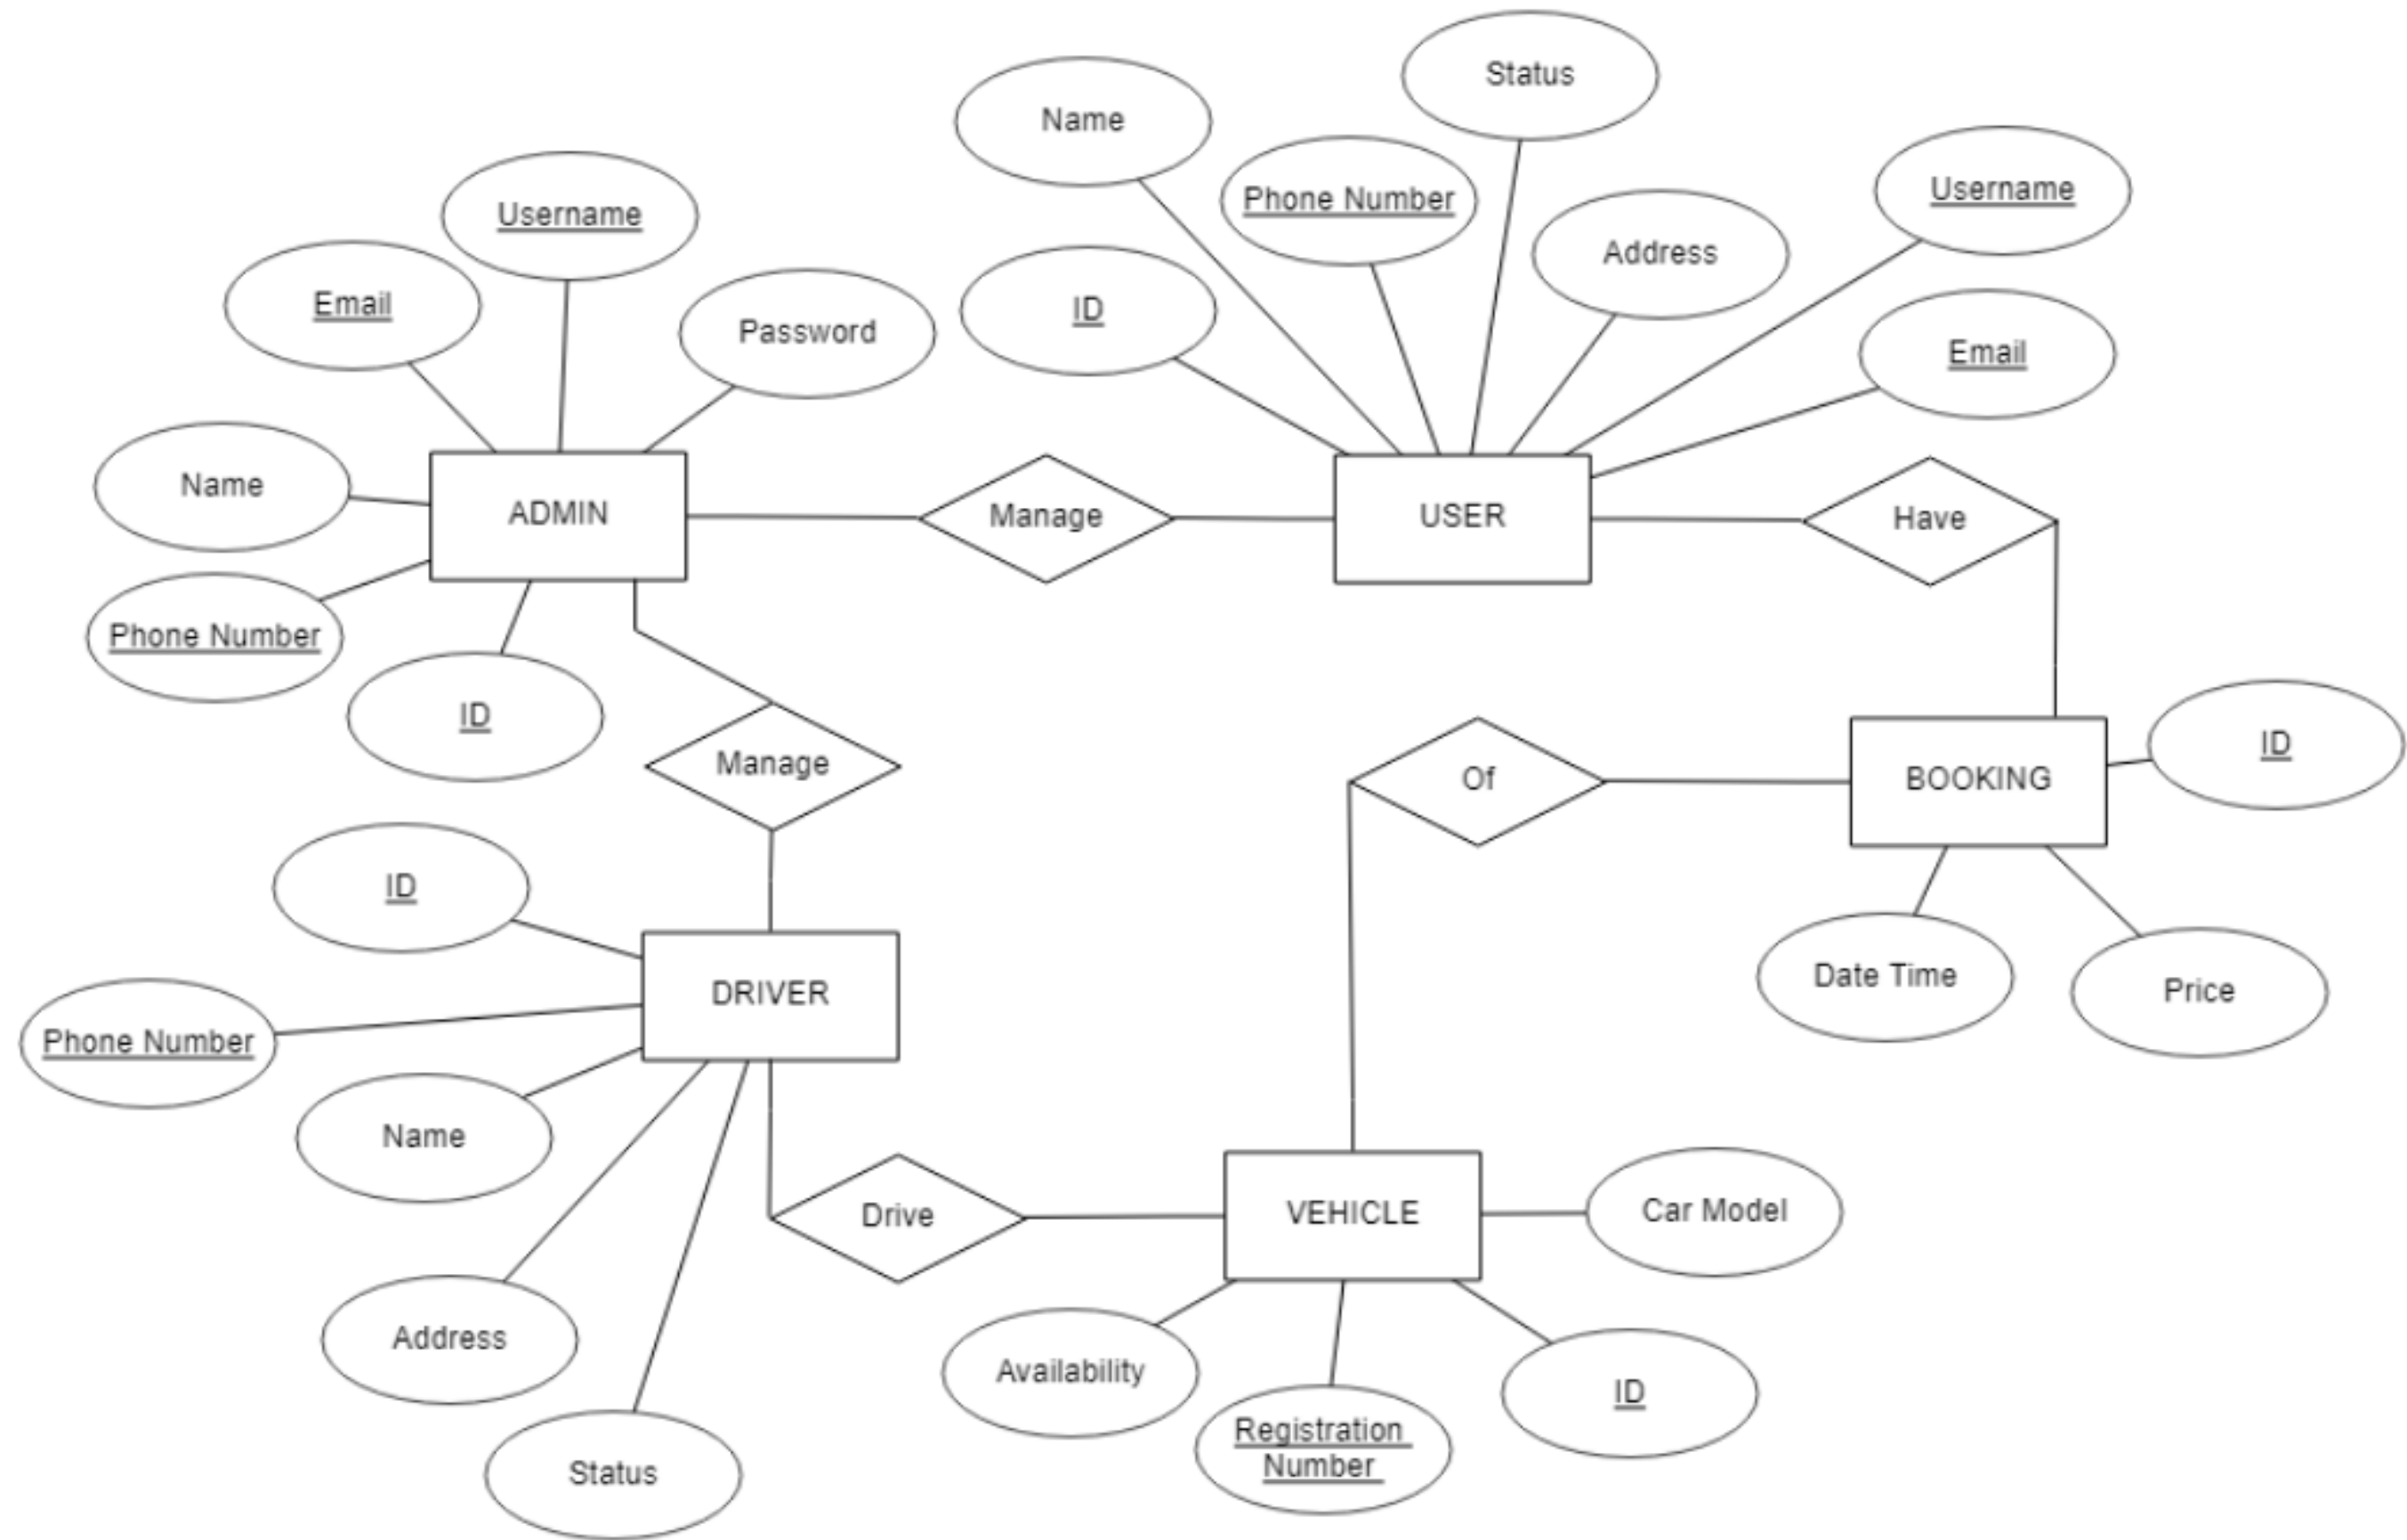 Status
Name
Phone Number
Username
Username
Address
Email
ID
Password
Email
Name
ADMIN
Manage
USER
Have
Phone Number
ID
Manage
Of
BOOKING
ID
ID
DRIVER
Date Time
Price
Phone Number
Name
Drive
VEHICLE
Car Model
Address
Availability
ID
Registration
Number
Status